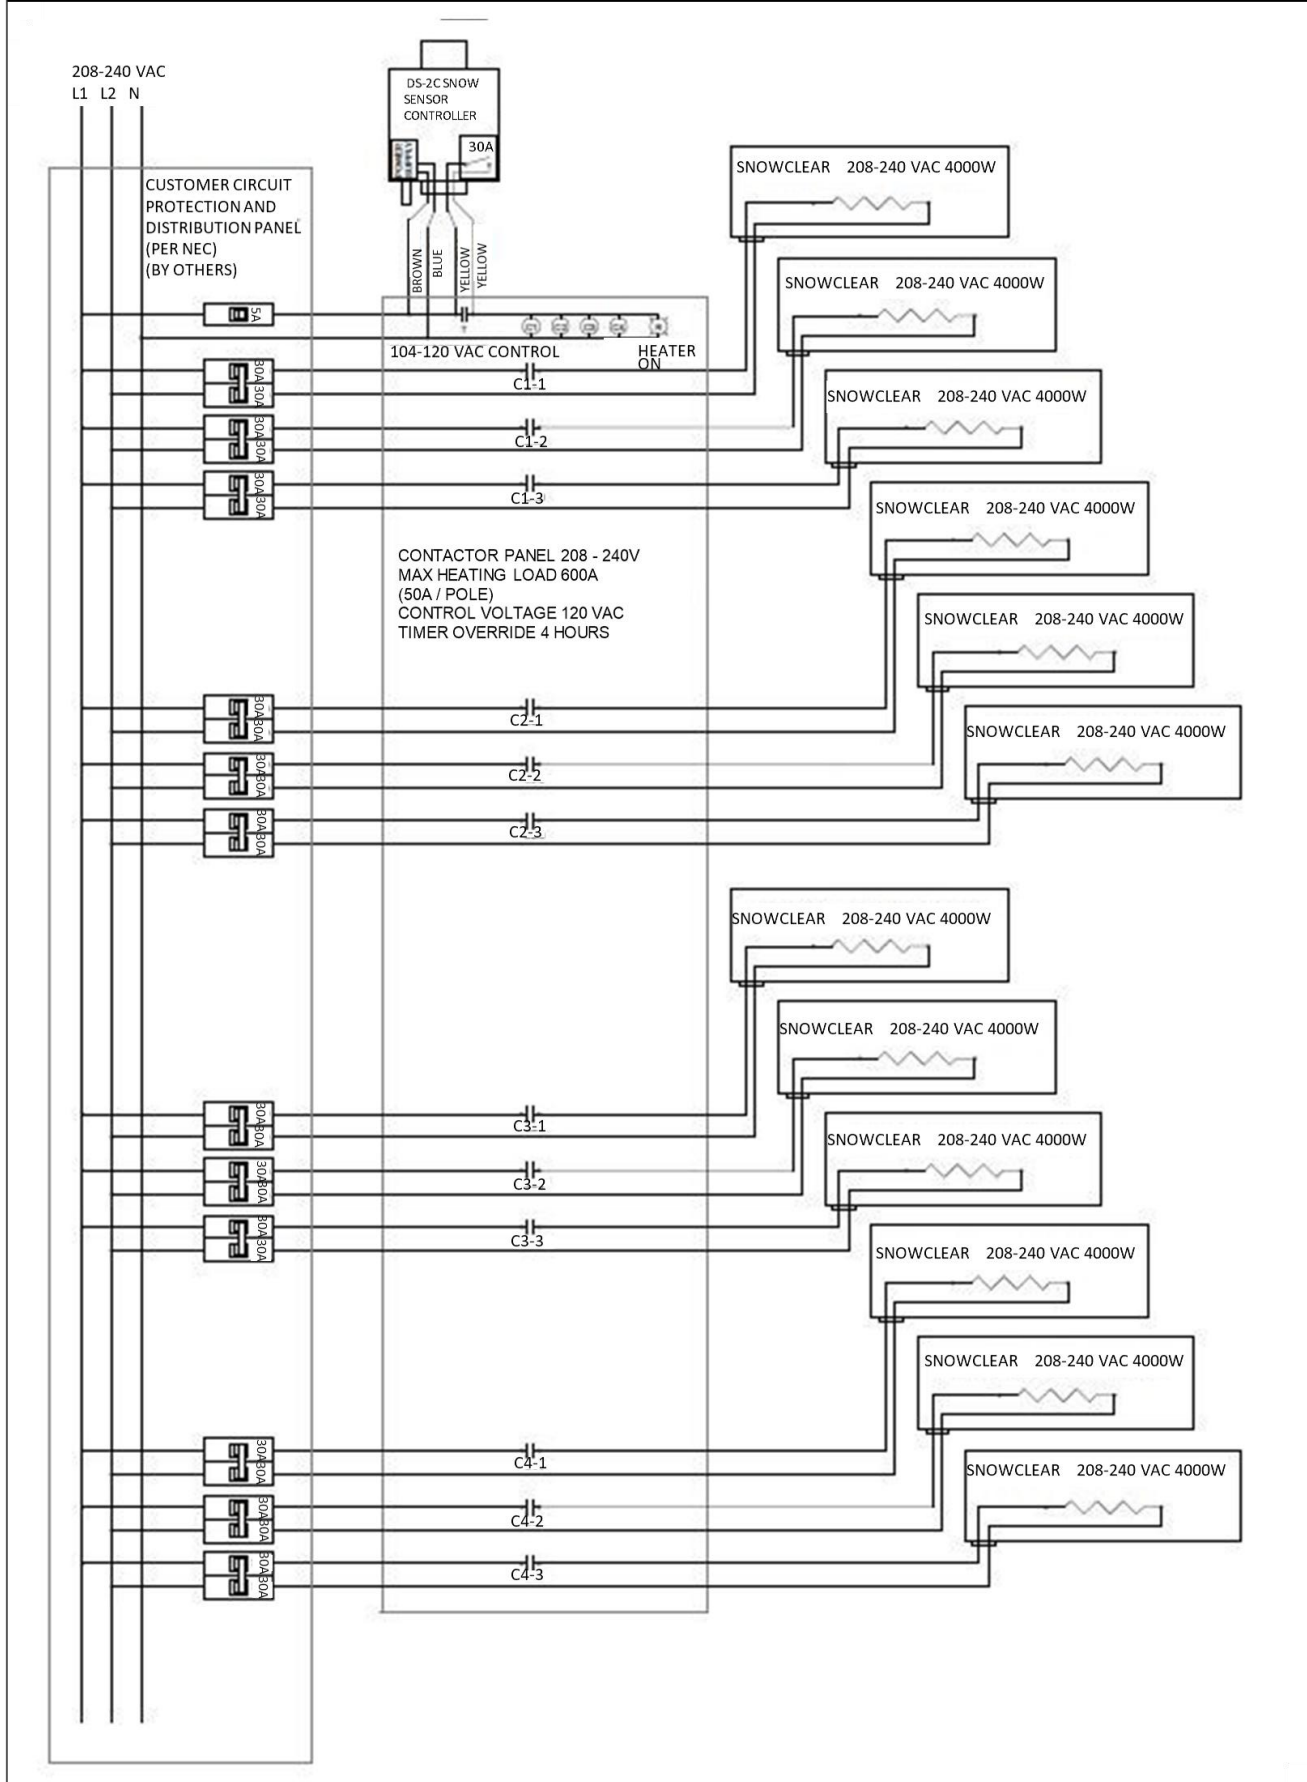 208-240 VAC
L1 L2 N
DS-2C SNOW
SENSOR
CONTROLLER
POWER
SUPPLY
30A
CUSTOMER CIRCUIT
PROTECTION AND
DISTRIBUTION PANEL
(PER NEC)
(BY OTHERS)
BROWN
BLUE
YELLOW
YELLOW
5A
104-120 VAC CONTROL
HEATER
ON
30A
30A
C1-1
30A
30A
C1-2
30A
30A
C1-3
SNOWCLEAR 208-240 VAC 4000W
SNOWCLEAR 208-240 VAC 4000W
SNOWCLEAR 208-240 VAC 4000W
SNOWCLEAR 208-240 VAC 4000W
SNOWCLEAR 208-240 VAC 4000W
SNOWCLEAR 208-240 VAC 4000W
CONTACTOR PANEL 208 - 240V
MAX HEATING LOAD 600A
(50A / POLE)
CONTROL VOLTAGE 120 VAC
TIMER OVERRIDE 4 HOURS
30A
30A
C2-1
30A
30A
C2-2
30A
30A
C2-3
SNOWCLEAR 208-240 VAC 4000W
SNOWCLEAR 208-240 VAC 4000W
SNOWCLEAR 208-240 VAC 4000W
SNOWCLEAR 208-240 VAC 4000W
SNOWCLEAR 208-240 VAC 4000W
SNOWCLEAR 208-240 VAC 4000W
30A
30A
C3-1
30A
30A
C3-2
30A
30A
C3-3
30A
30A
C4-1
30A
30A
C4-2
30A
30A
C4-3